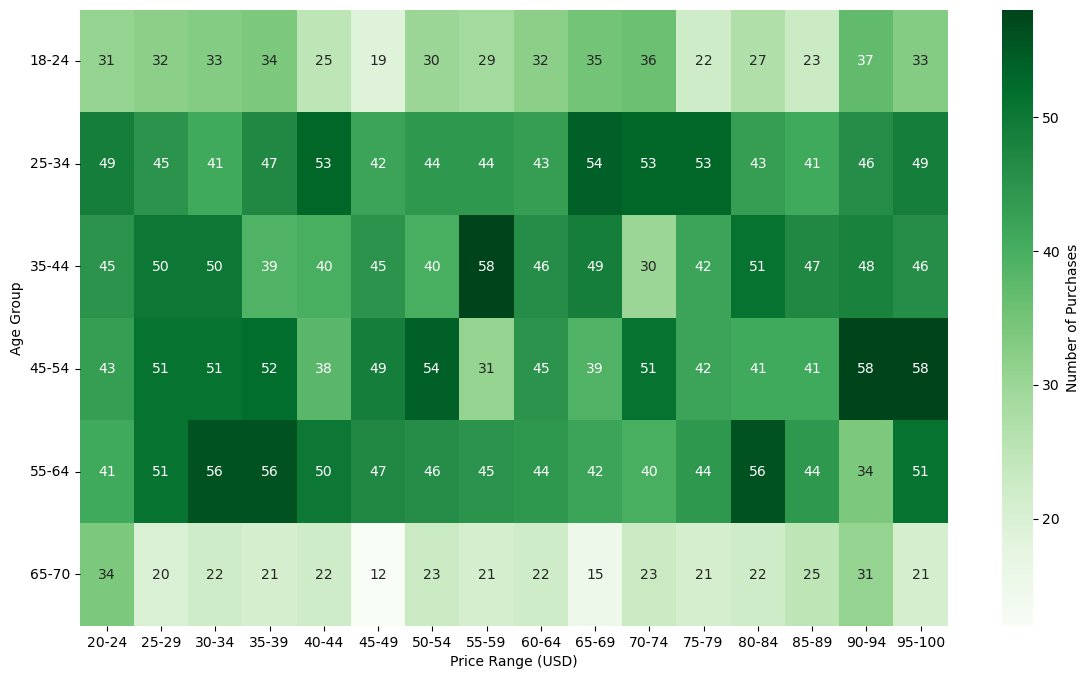 18-24 31 32 33 34 25 19 30 29 32 35 36 22 27 23 37 33
25-34 49 45 41 47 53 42 44 44 43 54 53 53 43 41 46 49
35-44 45 50 50 39 40 45 40 58 46 49 30 42 51 47 48 46
45-54 43 51 51 52 38 49 54 31 45 39 51 42 41 41 58 58
55-64 41 51 56 56 50 47 46 45 44 42 40 44 56 44 34 51
65-70 34 20 22 21 22 12 23 21 22 15 23 21 22 25 31 21
20-24 25-29 30-34 35-39 40-44 45-49 50-54 55-59 60-64 65-69 70-74 75-79 80-84 85-89 90-94 95-100
Price Range (USD)
Age Group
50
40
30
20
Number of Purchases